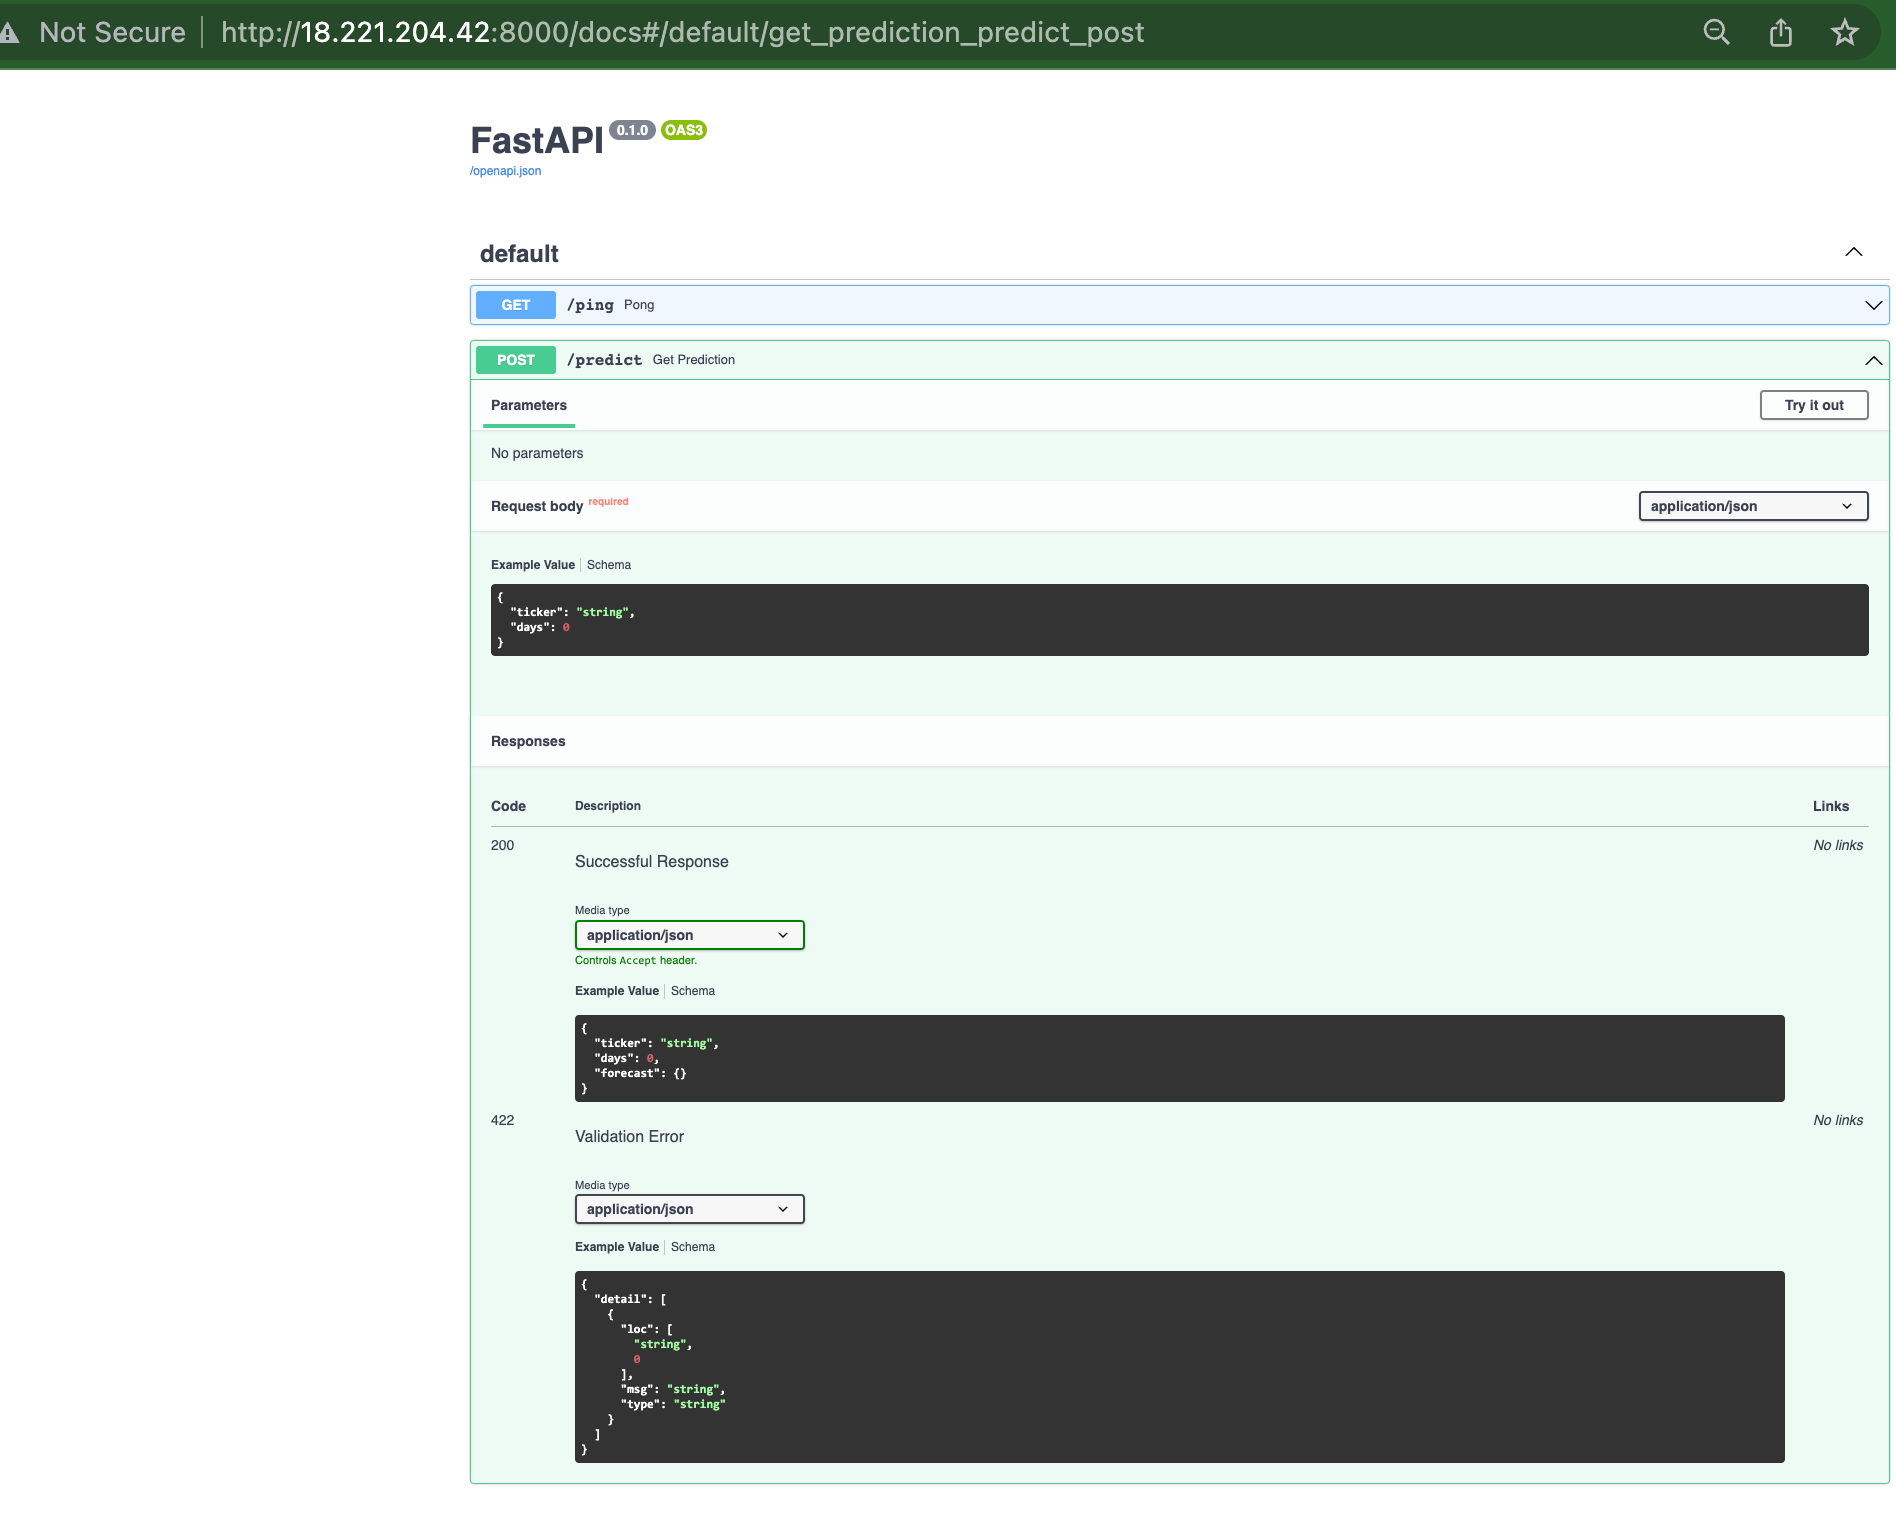 Not Secure http://18.221.204.42:8000/docs#/default/get_prediction_predict_post
FastAPI 0.1.0 OAS3
/openapi.json
default
GET /ping Pong
POST /predict Get Prediction
Parameters Try it out
No parameters
Request body required application/json
Example Value Schema
{
"ticker": "string",
"days": 0
}
Responses
Code Description Links
200 No links
Successful Response
Media type
application/json
Controls Accept header.
Example Value Schema
{
"ticker": "string",
"days": 0,
"forecast": {}
}
422 No links
Validation Error
Media type
application/json
Example Value Schema
{
"detail": [
{
"loc": [
"string",
0
],
"msg": "string",
"type": "string"
}
]
}